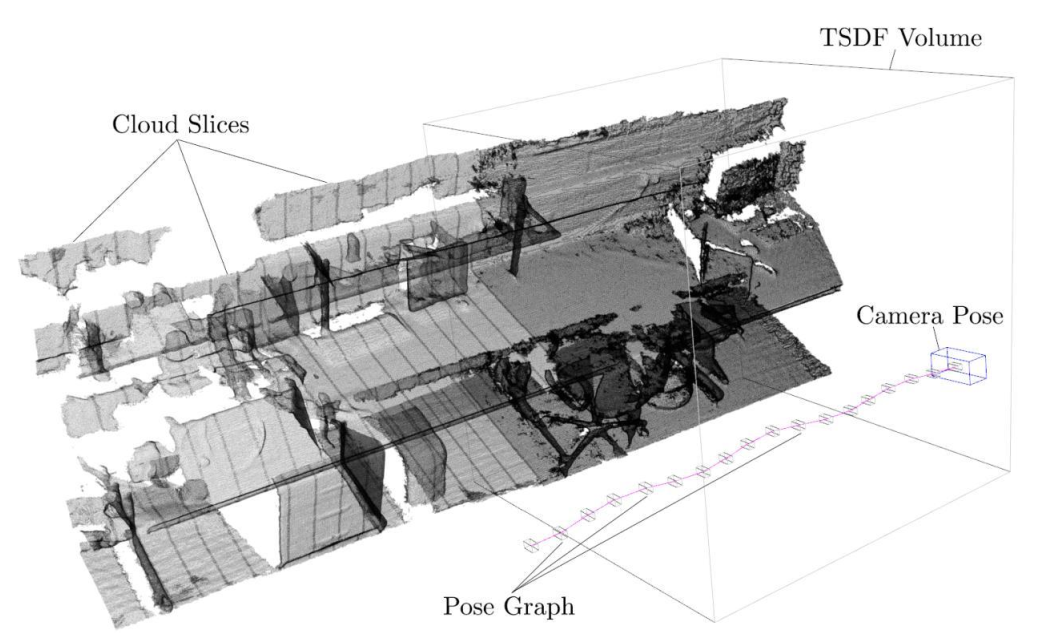 TSDF Volume
Cloud Slices
Camera Pose
Pose Graph